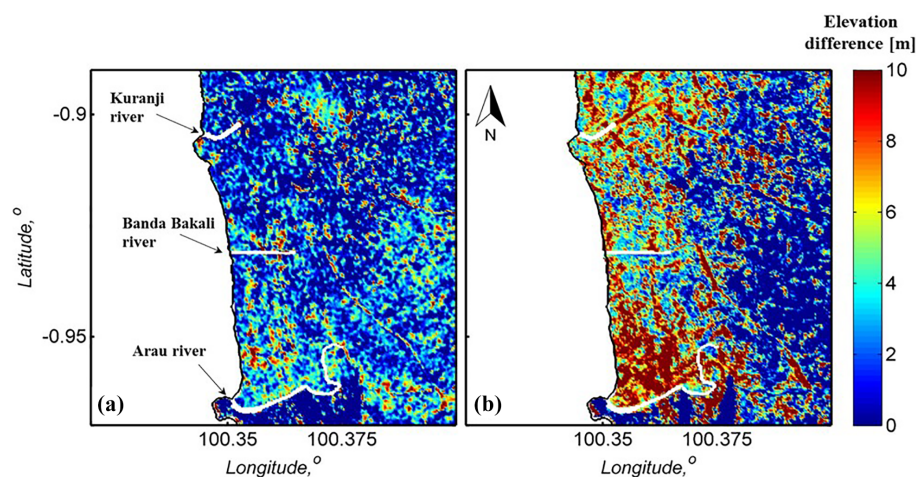 Elevation
difference [m]
Kuranji
river
Banda Bakali
river
Arau river
-0.9
-0.95
Latitude,°
(a)
100.35 100.375
Longitude,°
N
(b)
100.35 100.375
Longitude,°
10
8
6
4
2
0